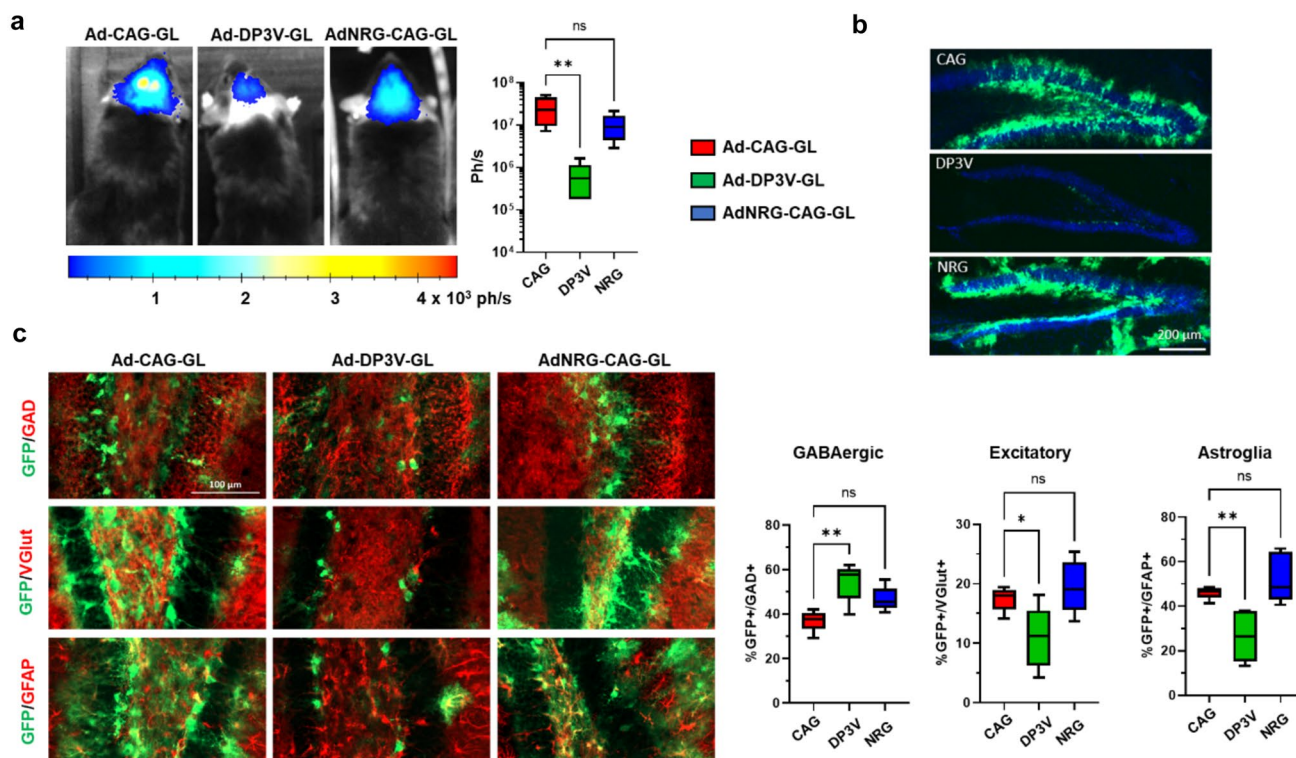 a
Ad-CAG-GL Ad-DP3V-GL AdNRG-CAG-GL
1 2 3 4 x 10³ ph/s
ns
**
10⁸
10⁷
10⁶
10⁵
10⁴
Ph/s
CAG DP3V NRG
Ad-CAG-GL
Ad-DP3V-GL
AdNRG-CAG-GL
b
CAG
DP3V
NRG
200 µm
c
Ad-CAG-GL Ad-DP3V-GL AdNRG-CAG-GL
GFP/GAD
100 µm
GFP/VGlut
GFP/GFAP
GABAergic
ns
**
80
60
40
20
0
%GFP+/GAD+
CAG DP3V NRG
Excitatory
ns
*
30
20
10
0
%GFP+/VGlut+
CAG DP3V NRG
Astroglia
ns
**
80
60
40
20
0
%GFP+/GFAP+
CAG DP3V NRG